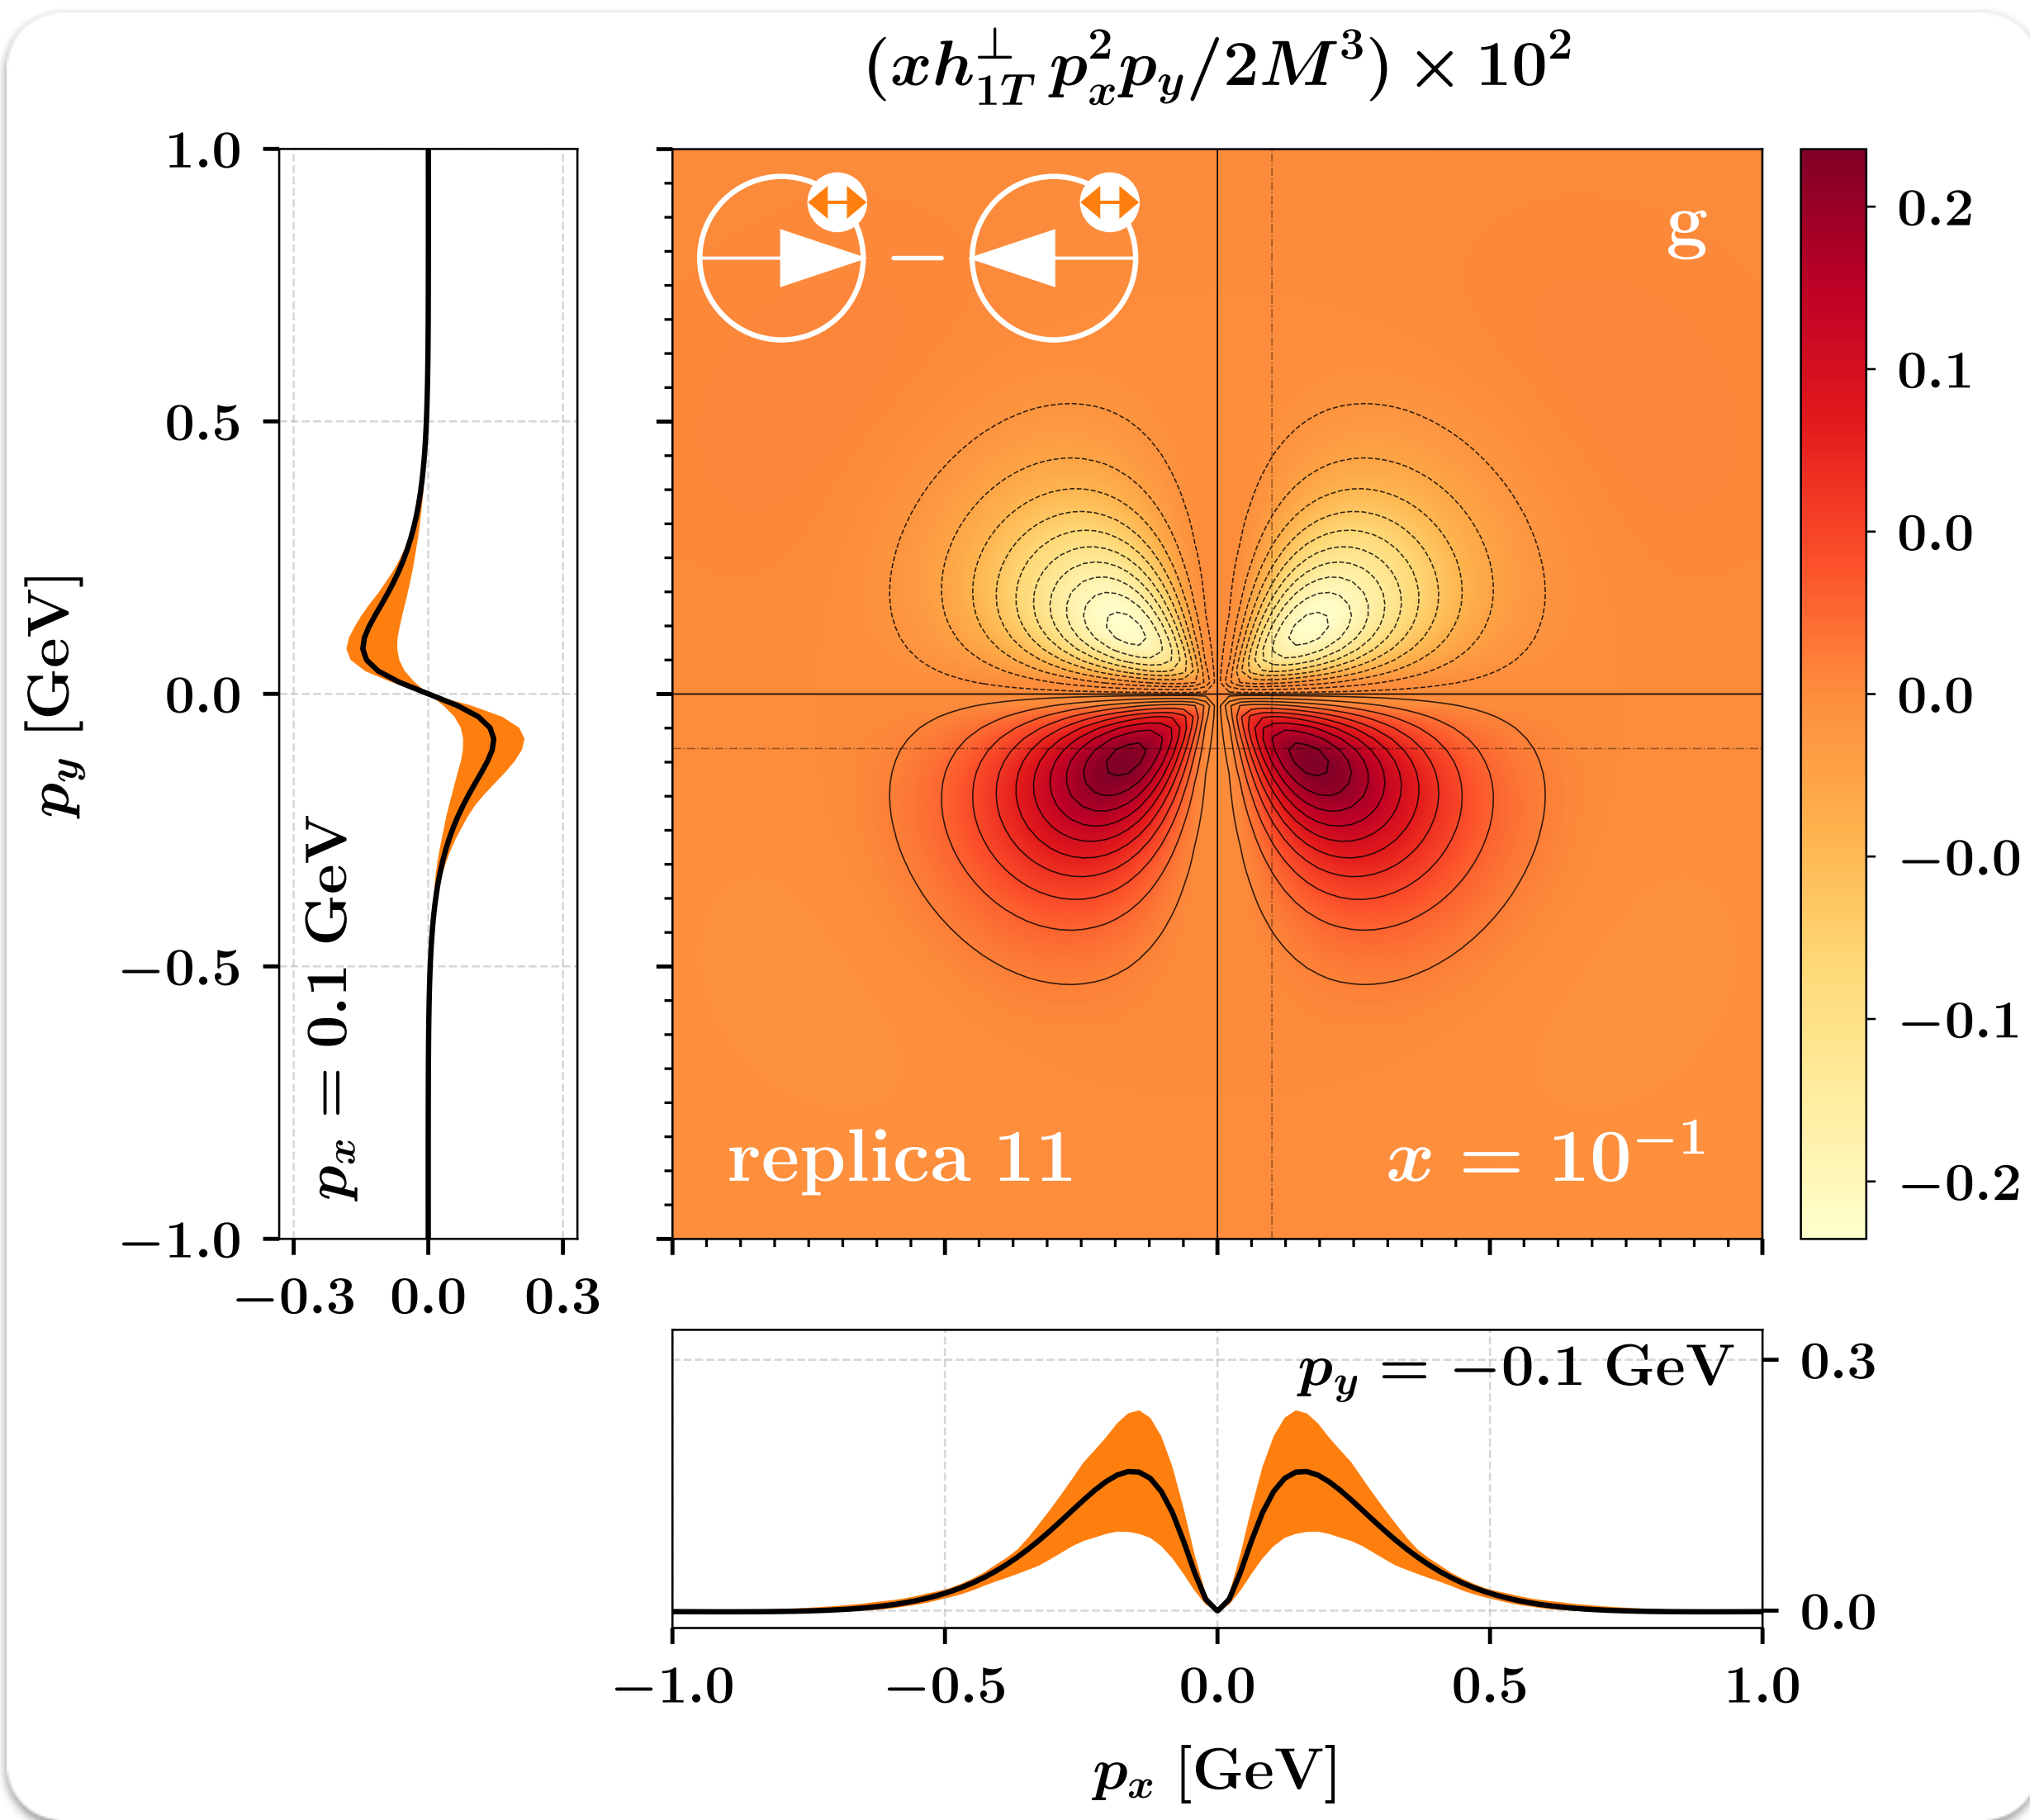 (xh⊥1T p²xpy/2M³) × 10²
1.0
0.5
0.0
−0.5
−1.0
py [GeV]
px = 0.1 GeV
−0.3 0.0 0.3
g
replica 11
x = 10⁻¹
0.2
0.1
0.0
0.0
−0.0
−0.1
−0.2
py = −0.1 GeV
0.3
0.0
−1.0 −0.5 0.0 0.5 1.0
px [GeV]